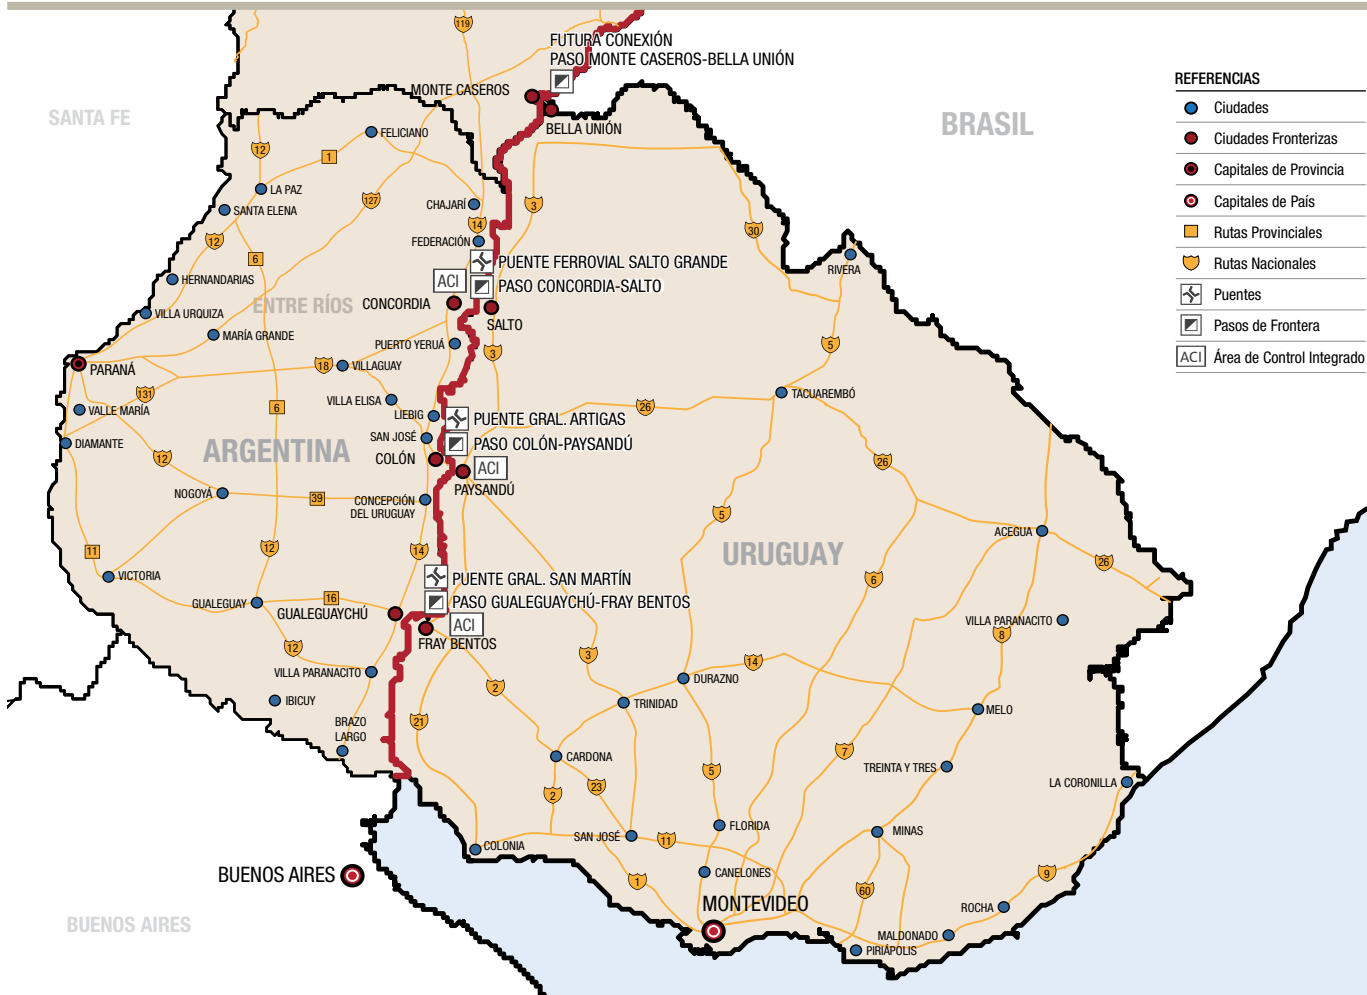 119
FUTURA CONEXIÓN
PASO MONTE CASEROS-BELLA UNIÓN
MONTE CASEROS
BELLA UNIÓN
SANTA FE
BRASIL
REFERENCIAS
Ciudades
Ciudades Fronterizas
Capitales de Provincia
Capitales de País
Rutas Provinciales
Rutas Nacionales
Puentes
Pasos de Frontera
ACI Área de Control Integrado
FELICIANO
12
1
LA PAZ
127
SANTA ELENA
CHAJARÍ
3
14
30
12
FEDERACIÓN
6
RIVERA
PUENTE FERROVIAL SALTO GRANDE
HERNANDARIAS
ACI
PASO CONCORDIA-SALTO
ENTRE RÍOS
CONCORDIA
VILLA URQUIZA
SALTO
MARÍA GRANDE
PUERTO YERUÁ
3
5
PARANÁ
18
VILLAGUAY
131
TACUAREMBÓ
VILLA ELISA
VALLE MARÍA
6
26
LIEBIG
PUENTE GRAL. ARTIGAS
DIAMANTE
ARGENTINA
SAN JOSÉ
PASO COLÓN-PAYSANDÚ
COLÓN
12
26
ACI
PAYSANDÚ
NOGOYÁ
39
CONCEPCIÓN
DEL URUGUAY
5
ACEGUA
11
12
14
URUGUAY
26
VICTORIA
PUENTE GRAL. SAN MARTÍN
6
GUALEGUAY
16
PASO GUALEGUAYCHÚ-FRAY BENTOS
GUALEGUAYCHÚ
ACI
VILLA PARANACITO
8
FRAY BENTOS
12
3
14
VILLA PARANACITO
DURAZNO
2
IBICUY
TRINIDAD
MELO
BRAZO
LARGO
21
7
CARDONA
TREINTA Y TRES
5
LA CORONILLA
2
23
FLORIDA
MINAS
SAN JOSÉ
11
COLONIA
CANELONES
9
BUENOS AIRES
1
60
MONTEVIDEO
ROCHA
BUENOS AIRES
MALDONADO
PIRIÁPOLIS